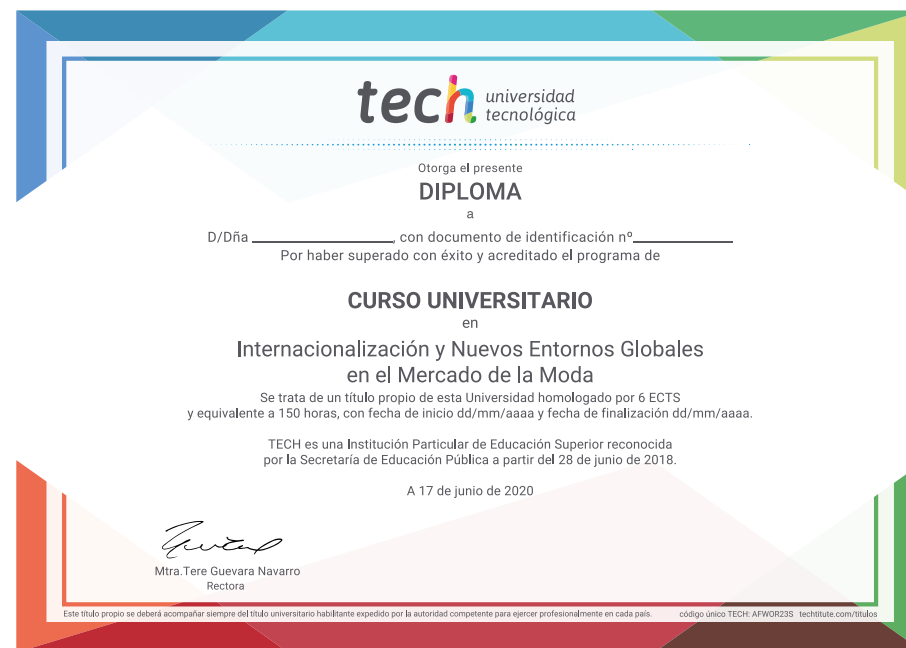 tech universidad
tecnológica
Otorga el presente
DIPLOMA
a
D/Dña ____________________, con documento de identificación nº______________
Por haber superado con éxito y acreditado el programa de
CURSO UNIVERSITARIO
en
Internacionalización y Nuevos Entornos Globales
en el Mercado de la Moda
Se trata de un título propio de esta Universidad homologado por 6 ECTS
y equivalente a 150 horas, con fecha de inicio dd/mm/aaaa y fecha de finalización dd/mm/aaaa.
TECH es una Institución Particular de Educación Superior reconocida
por la Secretaría de Educación Pública a partir del 28 de junio de 2018.
A 17 de junio de 2020
Mtra.Tere Guevara Navarro
Rectora
Este título propio se deberá acompañar siempre del título universitario habilitante expedido por la autoridad competente para ejercer profesionalmente en cada país. código único TECH: AFWOR23S techtitute.com/titulos